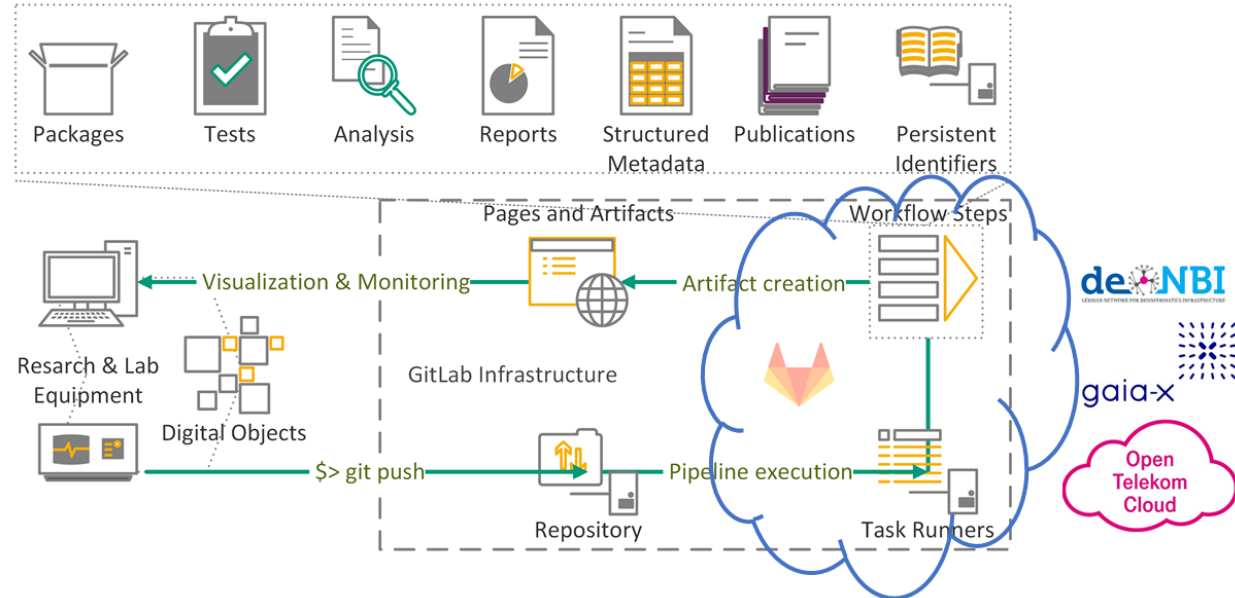 Packages
Tests
Analysis
Reports
Structured
Metadata
Publications
Persistent
Identifiers
Pages and Artifacts
Workflow Steps
Visualization & Monitoring
Artifact creation
de NBI
GERMAN NETWORK FOR BIOINFORMATICS INFRASTRUCTURE
Resarch & Lab
Equipment
GitLab Infrastructure
gaia-x
Digital Objects
$> git push
Pipeline execution
Open
Telekom
Cloud
Repository
Task Runners